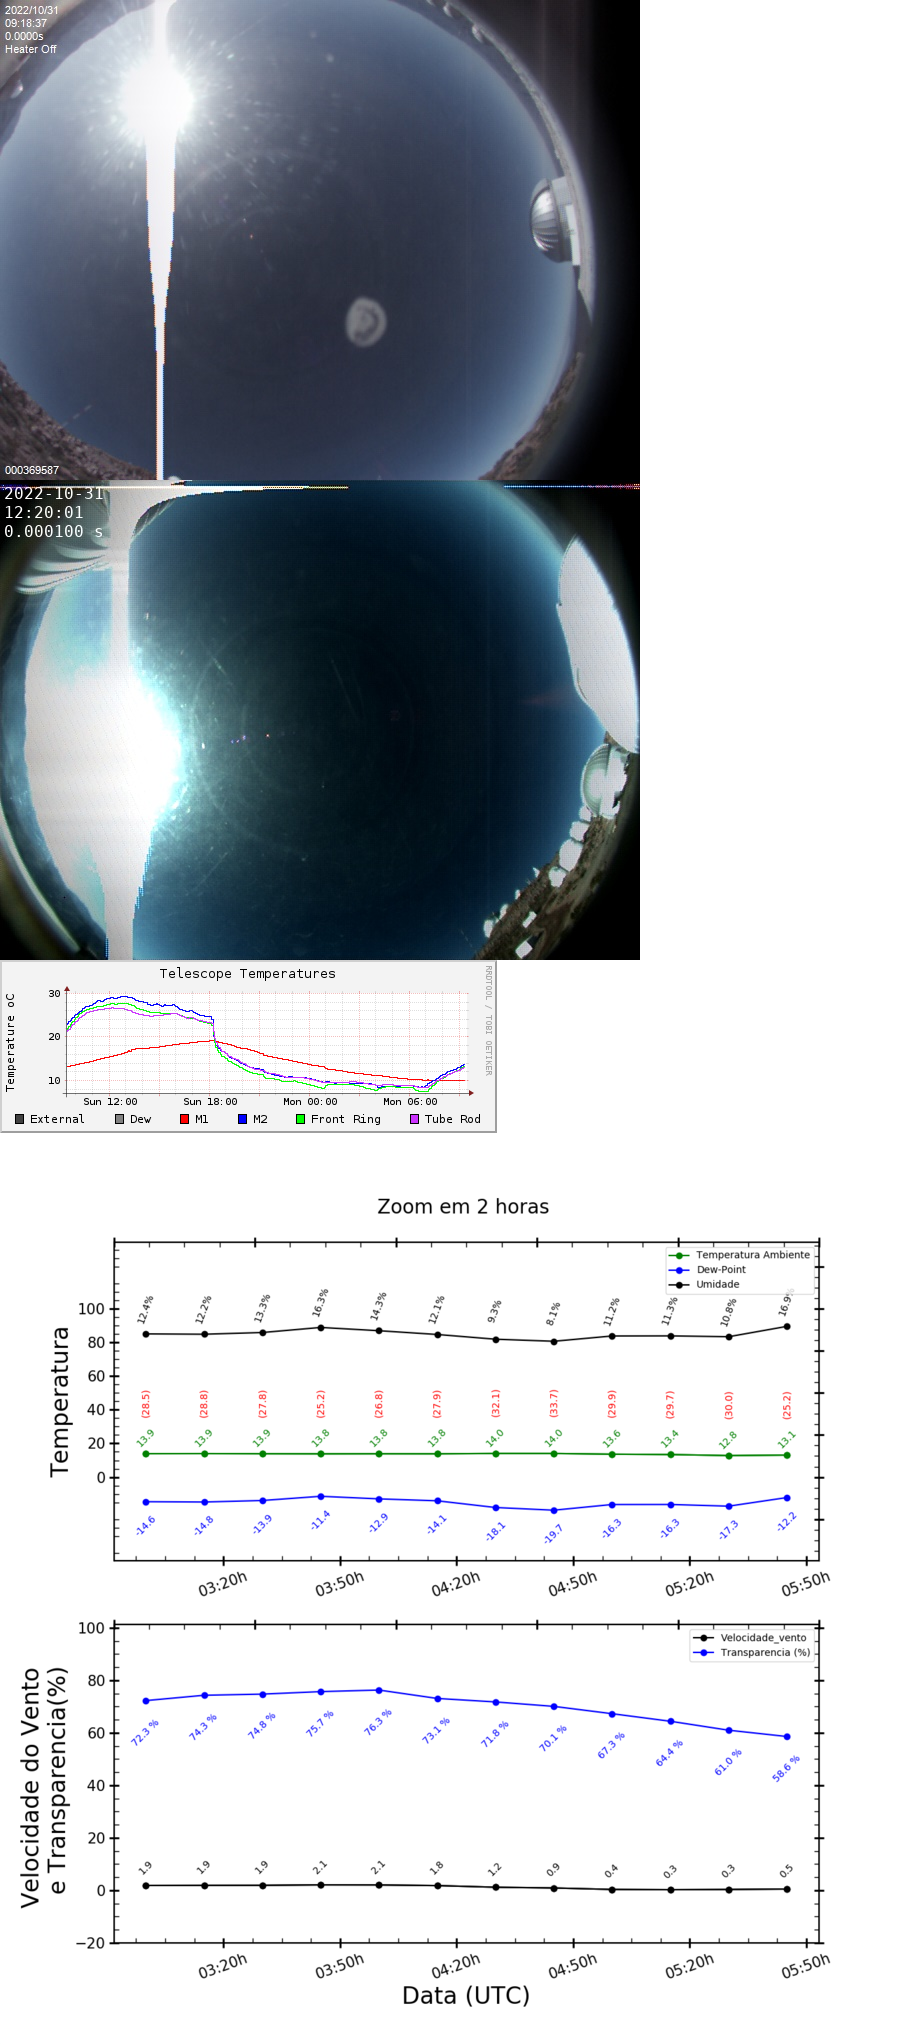 2022/10/31
09:18:37
0.0000s
Heater Off
000369587
2022-10-31
12:20:01
0.000100 s
Telescope Temperatures
RRDTOOL / TOBI OETIKER
Temperature oC
30
20
10
Sun 12:00 Sun 18:00 Mon 00:00 Mon 06:00
External Dew M1 M2 Front Ring Tube Rod
Zoom em 2 horas
Temperatura Ambiente
Dew-Point
Umidade
Temperatura
100
80
60
40
20
0
12.4% 12.2% 13.3% 16.3% 14.3% 12.1% 9.3% 8.1% 11.2% 11.3% 10.8% 16.9%
(28.5) (28.8) (27.8) (25.2) (26.8) (27.9) (32.1) (33.7) (29.9) (29.7) (30.0) (25.2)
13.9 13.9 13.9 13.8 13.8 13.8 14.0 14.0 13.6 13.4 12.8 13.1
-14.6 -14.8 -13.9 -11.4 -12.9 -14.1 -18.1 -19.7 -16.3 -16.3 -17.3 -12.2
03:20h 03:50h 04:20h 04:50h 05:20h 05:50h
Velocidade_vento
Transparencia (%)
Velocidade do Vento
e Transparencia(%)
100
80
60
40
20
0
−20
72.3 % 74.3 % 74.8 % 75.7 % 76.3 % 73.1 % 71.8 % 70.1 % 67.3 % 64.4 % 61.0 % 58.6 %
1.9 1.9 1.9 2.1 2.1 1.8 1.2 0.9 0.4 0.3 0.3 0.5
03:20h 03:50h 04:20h 04:50h 05:20h 05:50h
Data (UTC)